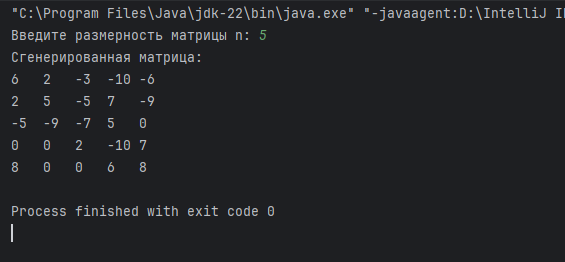 "C:\Program Files\Java\jdk-22\bin\java.exe" "-javaagent:D:\IntelliJ
Введите размерность матрицы n: 5
Сгенерированная матрица:
6 2 -3 -10 -6
2 5 -5 7 -9
-5 -9 -7 5 0
0 0 2 -10 7
8 0 0 6 8
Process finished with exit code 0